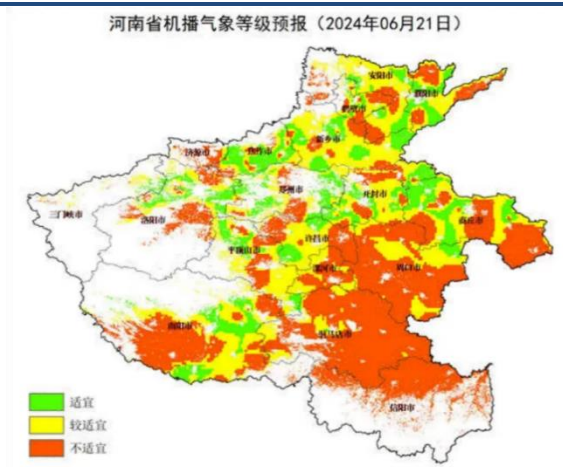 河南省机播气象等级预报（2024年06月21日）
安阳市
濮阳市
鹤壁市
新乡市
焦作市
济源市
三门峡市
洛阳市
郑州市
开封市
商丘市
许昌市
平顶山市
漯河市
周口市
驻马店市
南阳市
信阳市
适宜
较适宜
不适宜